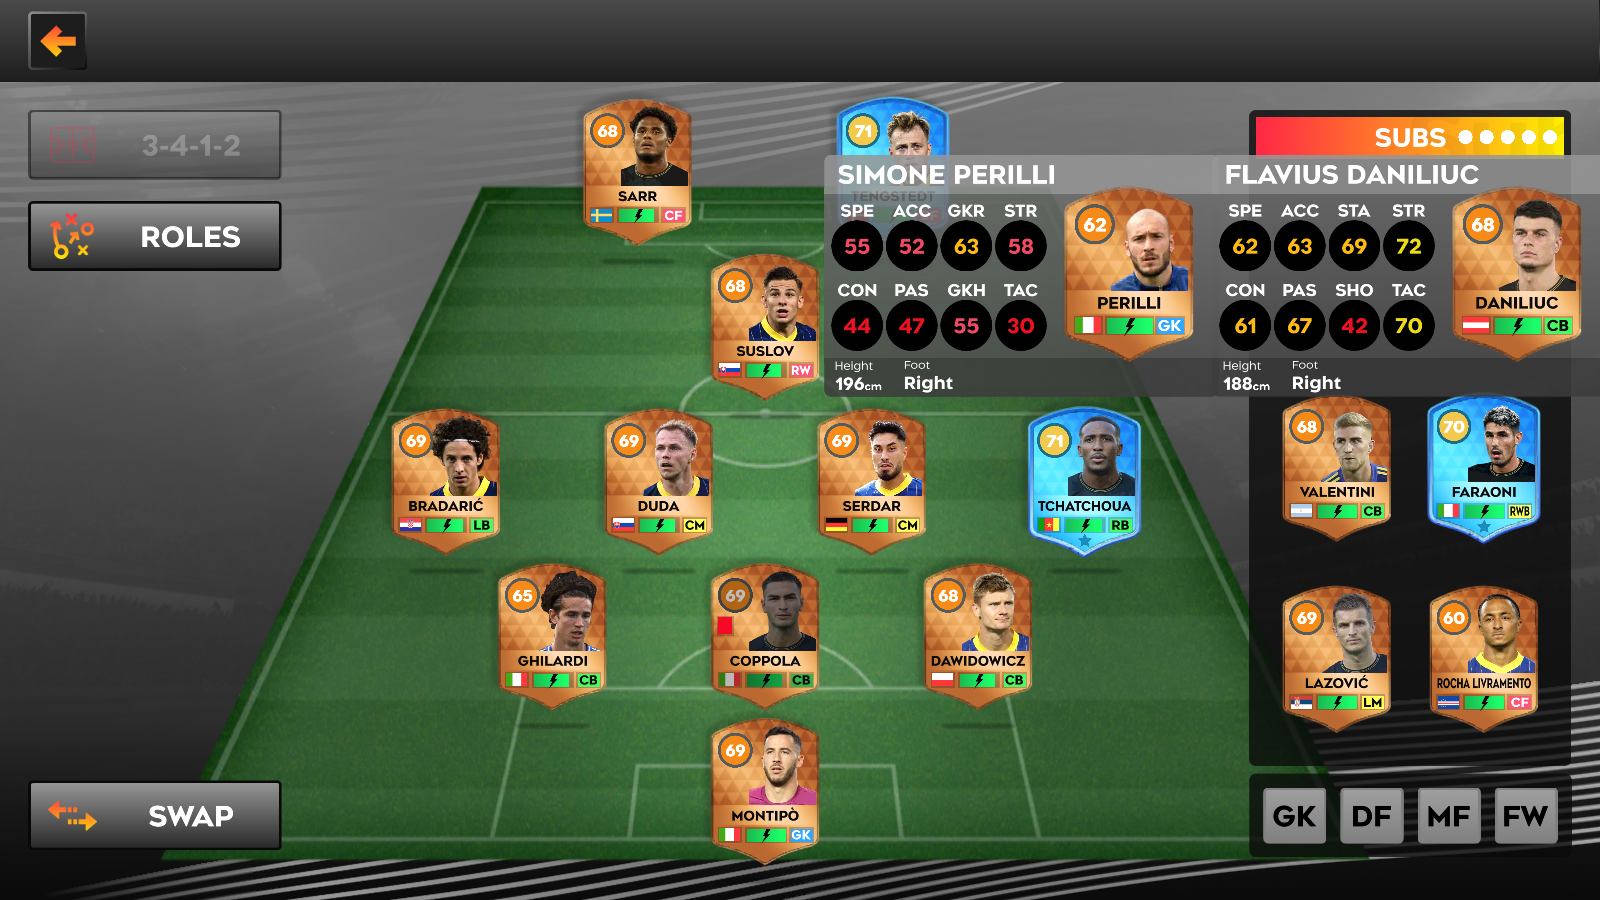 3-4-1-2
ROLES
SWAP
68
SARR
CF
71
TENGSTEDT
68
SUSLOV
RW
69
BRADARIĆ
LB
69
DUDA
CM
69
SERDAR
CM
71
TCHATCHOUA
RB
65
GHILARDI
CB
69
COPPOLA
CB
68
DAWIDOWICZ
CB
69
MONTIPÒ
GK
SIMONE PERILLI
SPE ACC GKR STR
55 52 63 58
CON PAS GKH TAC
44 47 55 30
Height Foot
196cm Right
62
PERILLI
GK
FLAVIUS DANILIUC
SPE ACC STA STR
62 63 69 72
CON PAS SHO TAC
61 67 42 70
Height Foot
188cm Right
68
DANILIUC
CB
SUBS
68
VALENTINI
CB
70
FARAONI
RWB
69
LAZOVIĆ
LM
60
ROCHA LIVRAMENTO
CF
GK DF MF FW